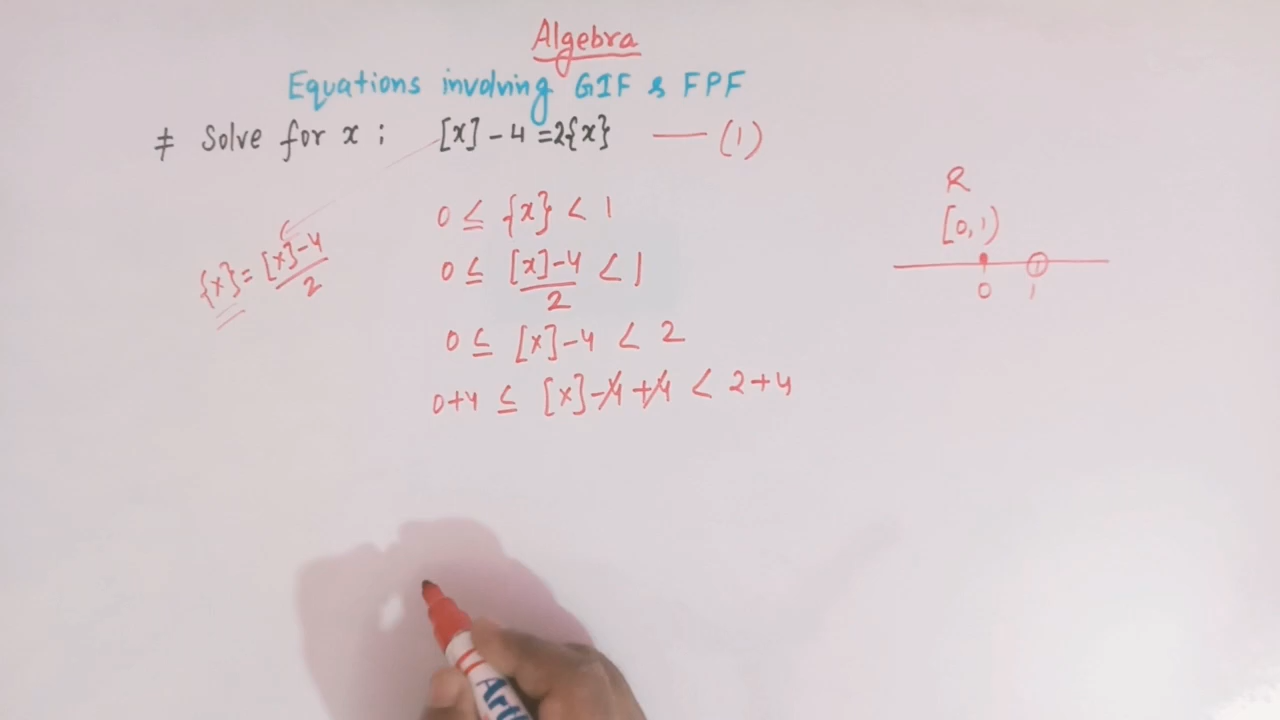 Algebra
Equations involving GIF & FPF
≠ Solve for x : [x] - 4 = 2{x} — (1)
0 ≤ {x} < 1
{x} = [x]-4 / 2
0 ≤ [x]-4 / 2 < 1
0 ≤ [x]-4 < 2
0+4 ≤ [x]-4+4 < 2+4
R
[0,1)
0 1